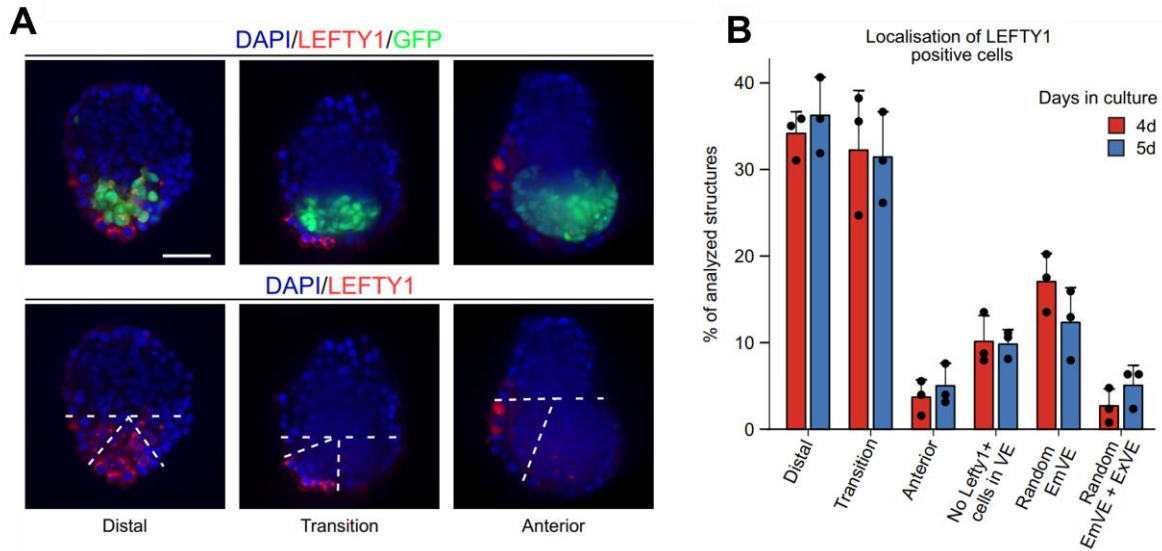 A
DAPI/LEFTY1/GFP
DAPI/LEFTY1
Distal
Transition
Anterior
B
Localisation of LEFTY1
positive cells
Days in culture
4d
5d
% of analyzed structures
40
30
20
10
0
Distal
Transition
Anterior
No Lefty1+
cells in VE
Random
EmVE
Random
EmVE + ExVE